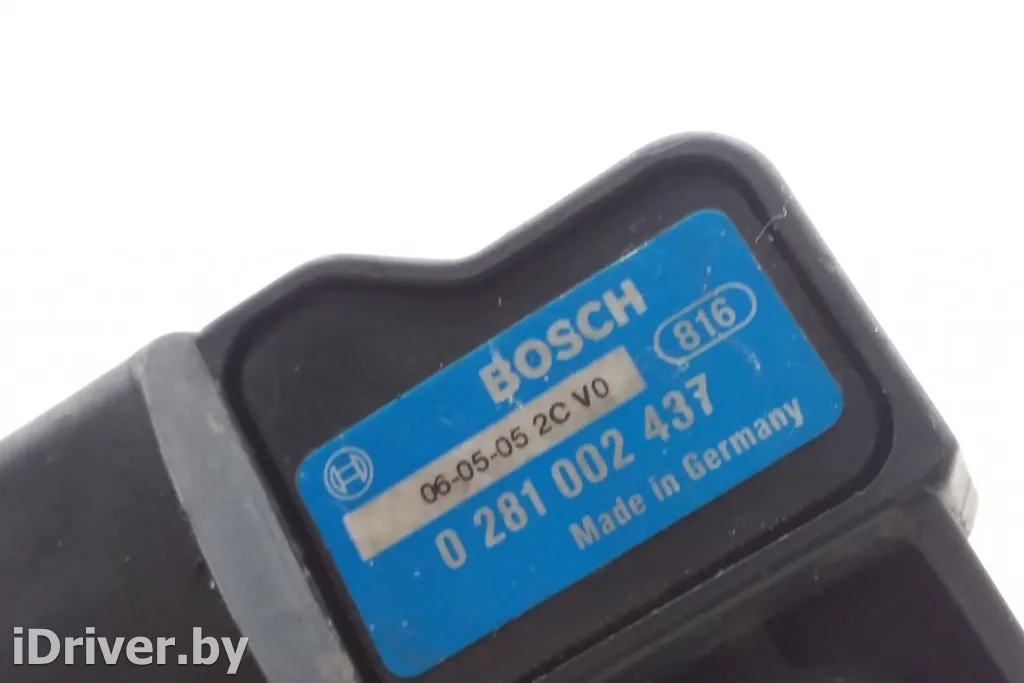 BOSCH
816
06-05-05 2C V0
0 281 002 437
Made in Germany
iDriver.by